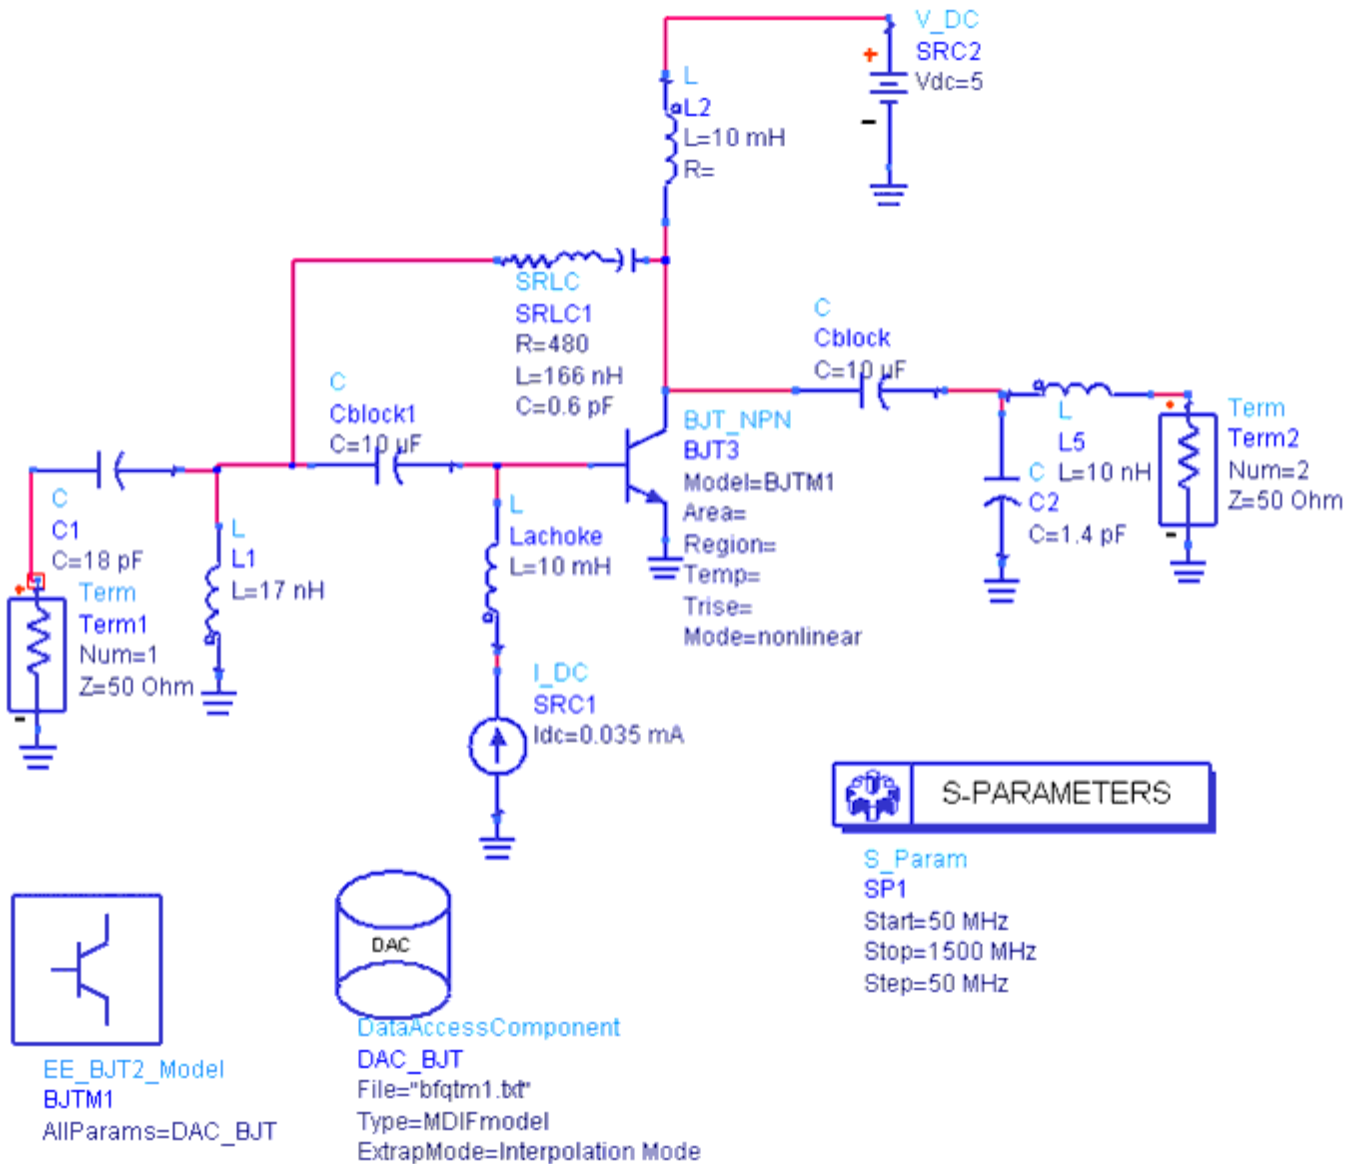 V_DC
SRC2
Vdc=5
+
-
L
L2
L=10 mH
R=
SRLC
SRLC1
R=480
L=166 nH
C=0.6 pF
C
Cblock
C=10 µF
C
Cblock1
C=10 µF
BJT_NPN
BJT3
Model=BJTM1
Area=
Region=
Temp=
Trise=
Mode=nonlinear
L
L5
L=10 nH
C
C2
C=1.4 pF
Term
Term2
Num=2
Z=50 Ohm
-
C
C1
C=18 pF
L
L1
L=17 nH
L
Lachoke
L=10 mH
+
Term
Term1
Num=1
Z=50 Ohm
-
I_DC
SRC1
Idc=0.035 mA
S-PARAMETERS
S_Param
SP1
Start=50 MHz
Stop=1500 MHz
Step=50 MHz
EE_BJT2_Model
BJTM1
AllParams=DAC_BJT
DAC
DataAccessComponent
DAC_BJT
File="bfqtm1.txt"
Type=MDIFmodel
ExtrapMode=Interpolation Mode